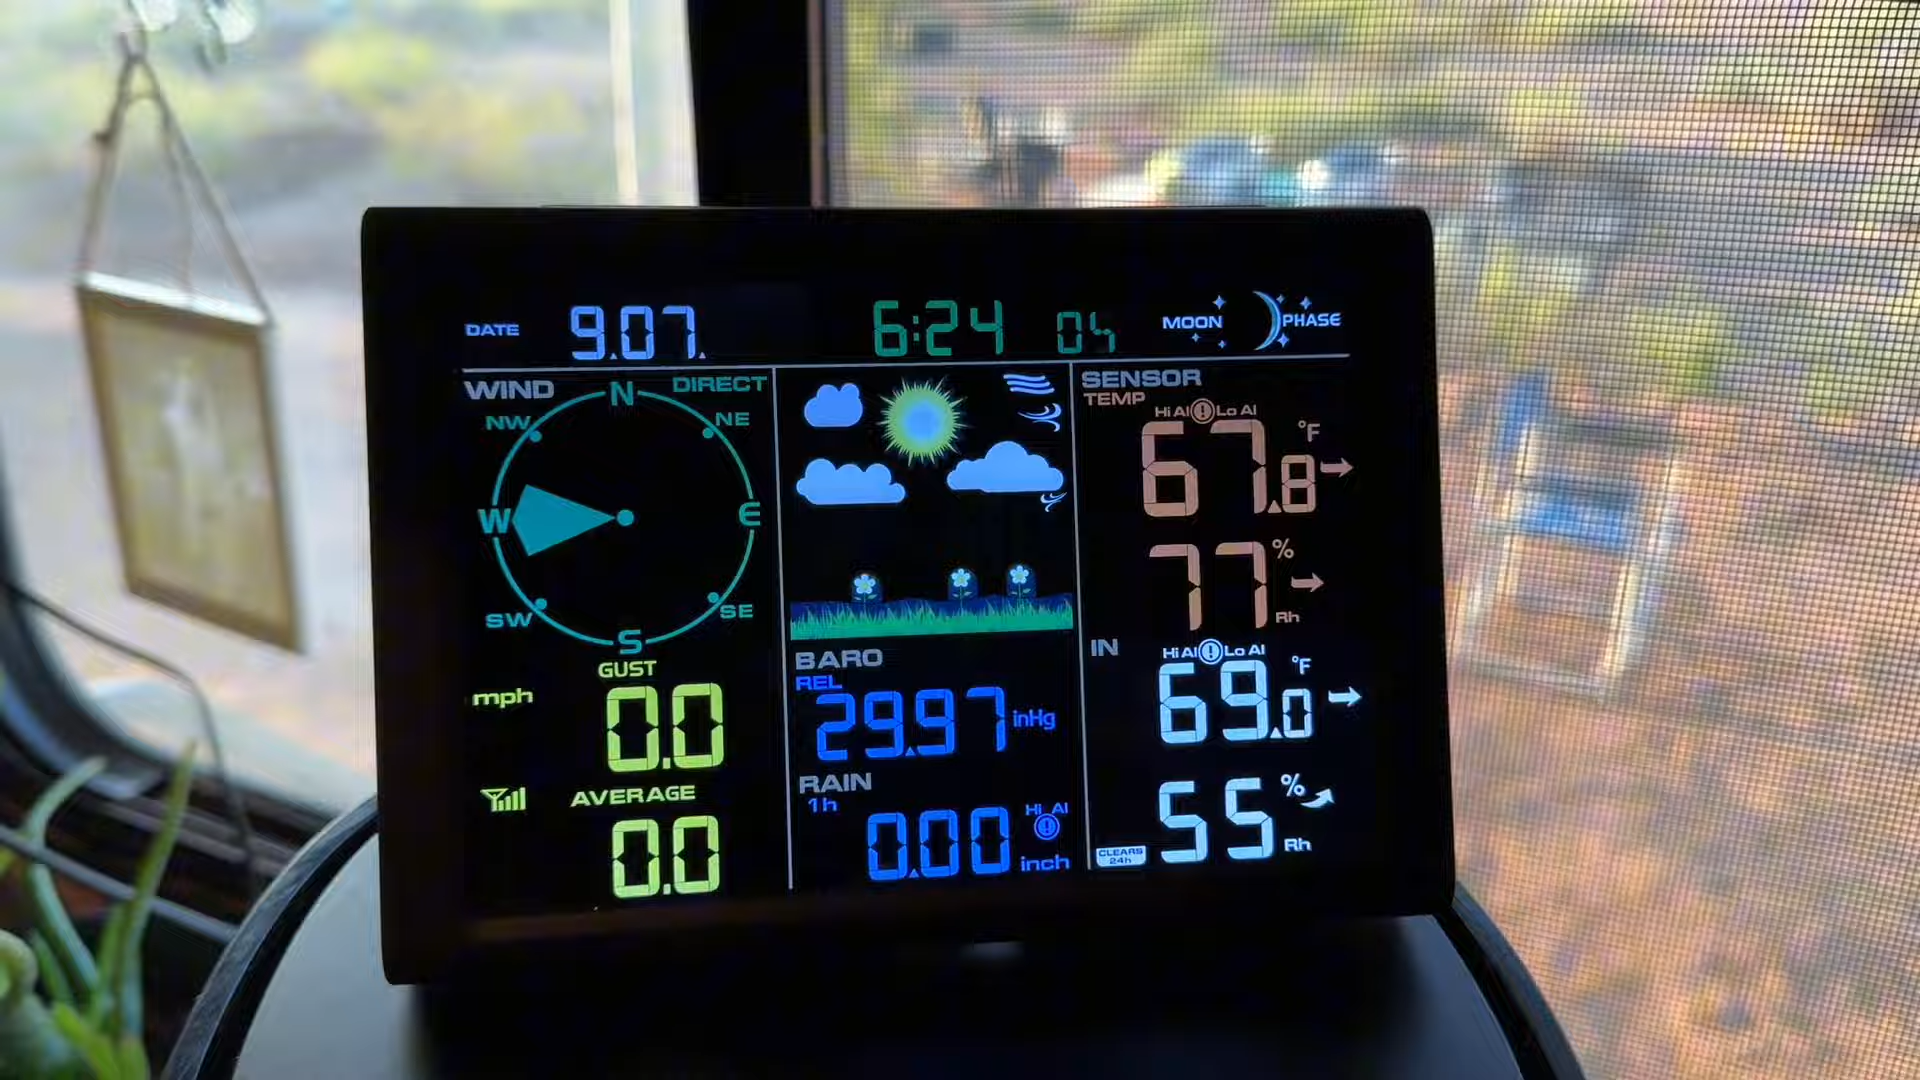 DATE 9.07. 6:24 04 MOON PHASE
WIND DIRECT
N
NW NE
W E
SW SE
S
GUST
mph 0.0
AVERAGE
0.0
BARO
REL
29.97 inHg
RAIN
1h Hi Al
0.00 inch
SENSOR
TEMP
Hi Al Lo Al
67.8 °F
77 % Rh
IN Hi Al Lo Al
69.0 °F
55 % Rh
CLEARS
24h